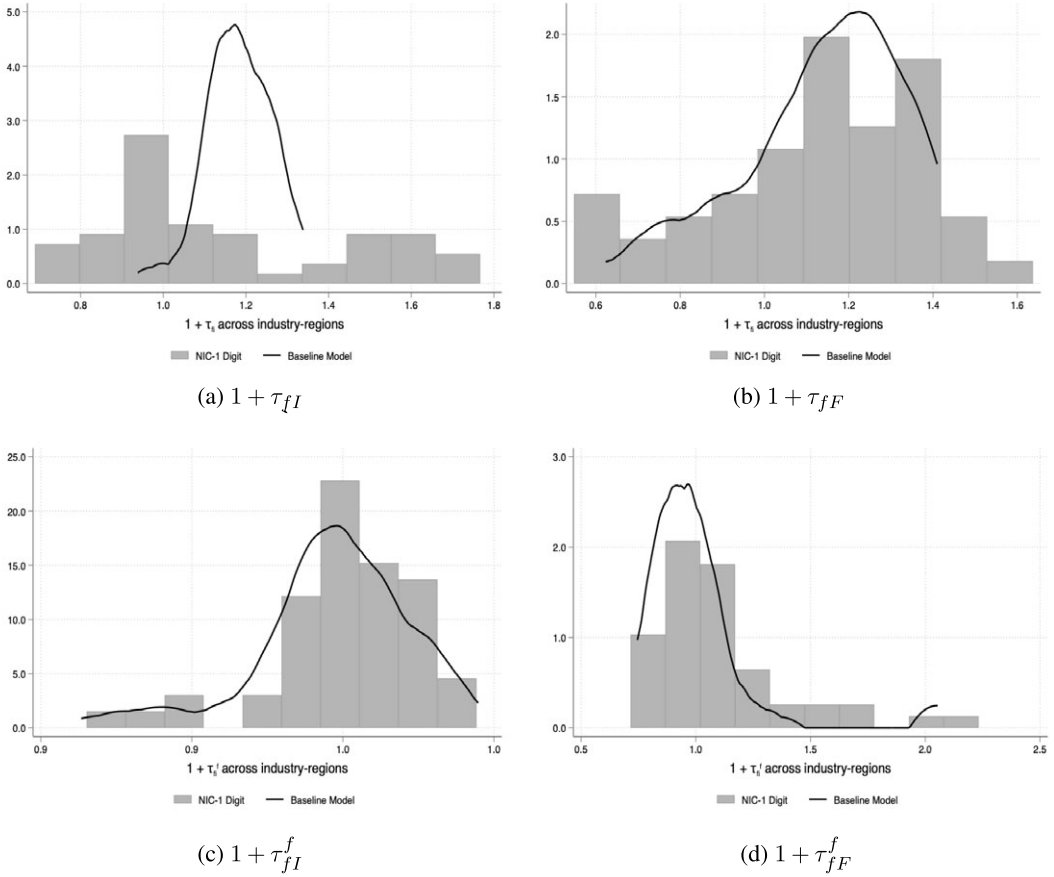 5.0
4.0
3.0
2.0
1.0
0.0
0.8 1.0 1.2 1.4 1.6 1.8
1 + τ_fi across industry-regions
NIC-1 Digit Baseline Model
(a) 1 + τ_fI
2.0
1.5
1.0
0.5
0.0
0.6 0.8 1.0 1.2 1.4 1.6
1 + τ_fi across industry-regions
NIC-1 Digit Baseline Model
(b) 1 + τ_fF
25.0
20.0
15.0
10.0
5.0
0.0
0.9 0.9 1.0 1.0
1 + τ_fi^f across industry-regions
NIC-1 Digit Baseline Model
(c) 1 + τ_fI^f
3.0
2.0
1.0
0.0
0.5 1.0 1.5 2.0 2.5
1 + τ_fi^f across industry-regions
NIC-1 Digit Baseline Model
(d) 1 + τ_fF^f